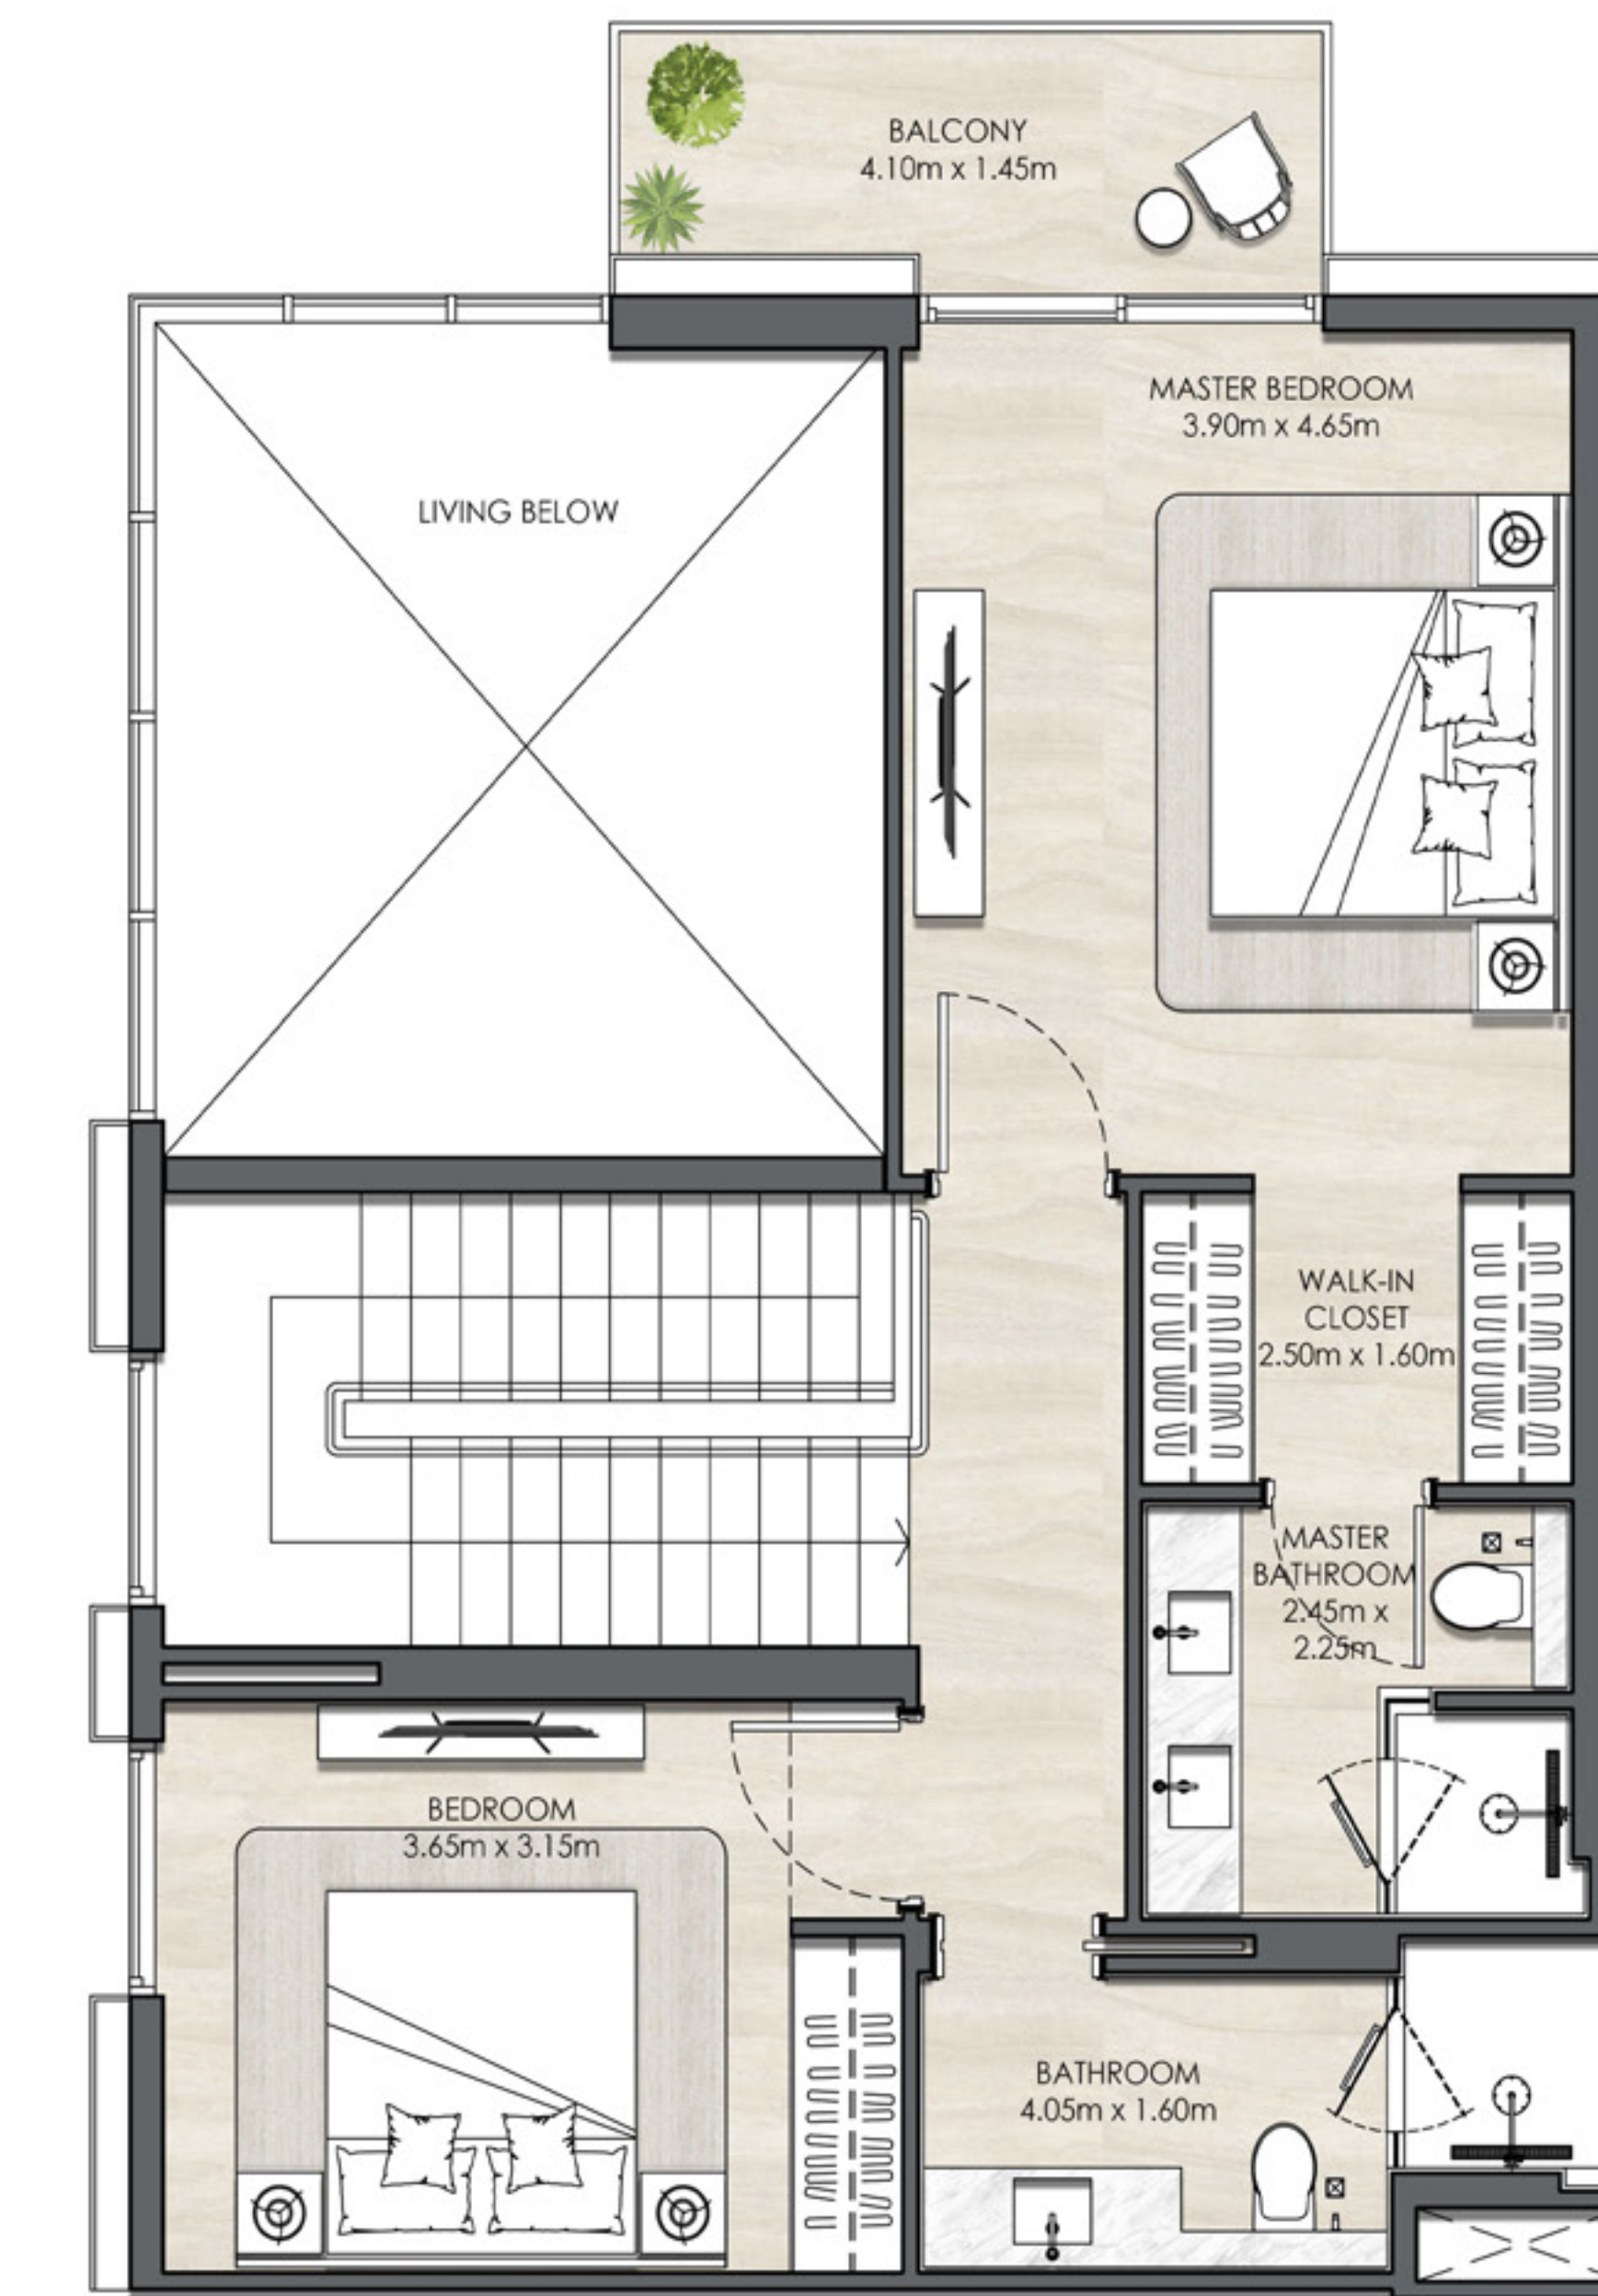 BALCONY
4.10m x 1.45m
MASTER BEDROOM
3.90m x 4.65m
LIVING BELOW
WALK-IN
CLOSET
2.50m x 1.60m
MASTER
BATHROOM
2.45m x
2.25m
BEDROOM
3.65m x 3.15m
BATHROOM
4.05m x 1.60m